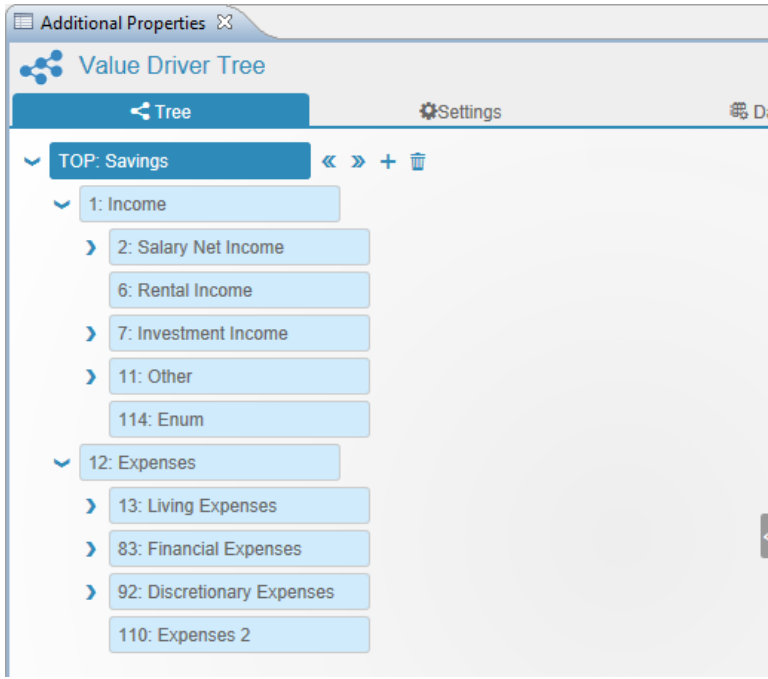 Additional Properties
Value Driver Tree
Tree Settings
TOP: Savings
1: Income
2: Salary Net Income
6: Rental Income
7: Investment Income
11: Other
114: Enum
12: Expenses
13: Living Expenses
83: Financial Expenses
92: Discretionary Expenses
110: Expenses 2